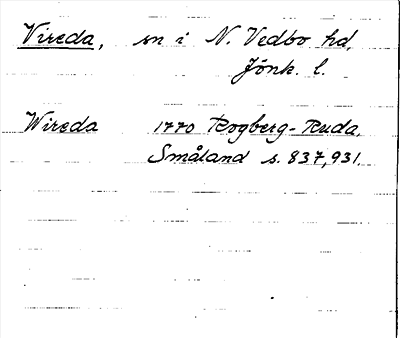 Vireda, sn i N. Vedbo hd,
Jönk. l.
Wireda 1770 Rogberg-Ruda,
Småland s. 837, 931.